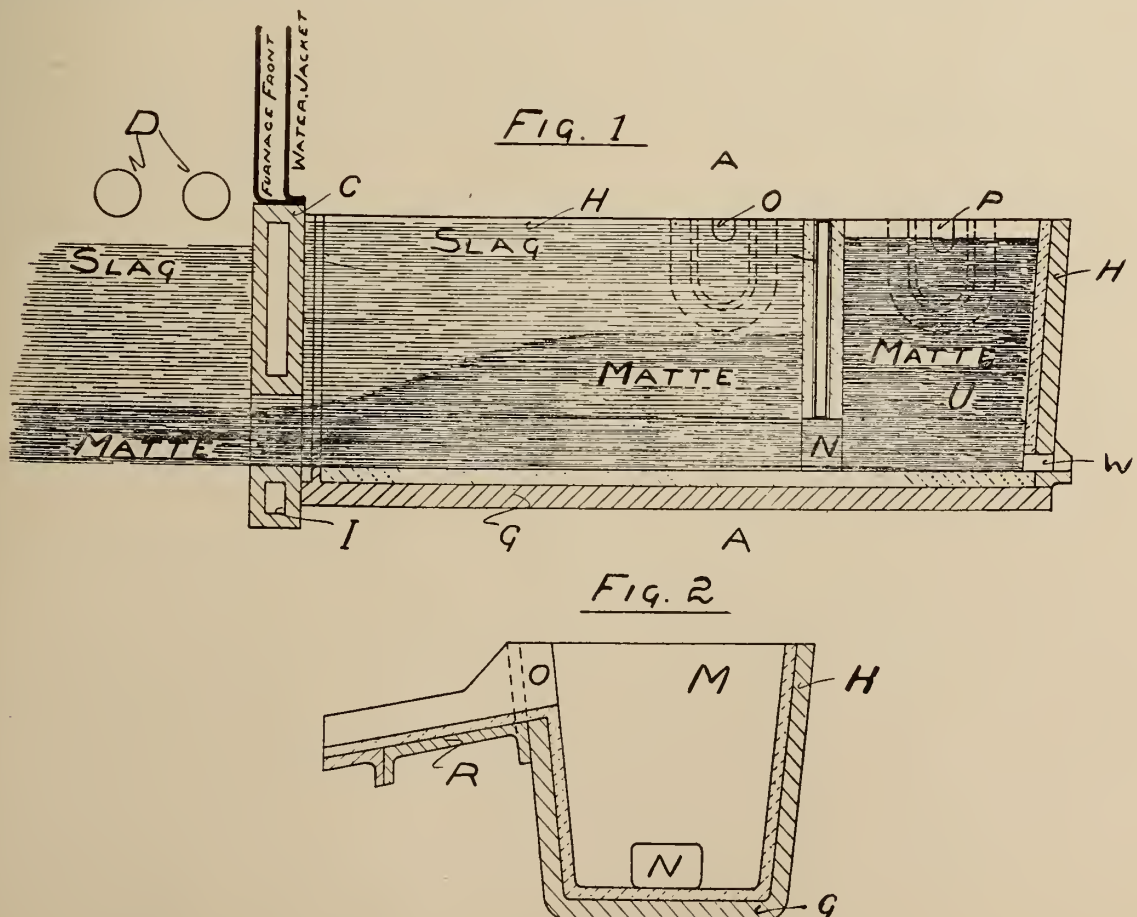 FURNACE FRONT
WATER JACKET
D
FIG. 1
C
A
H
O
P
SLAG
SLAG
H
MATTE
MATTE
U
MATTE
N
W
I
G
A
FIG. 2
O
M
H
R
N
G